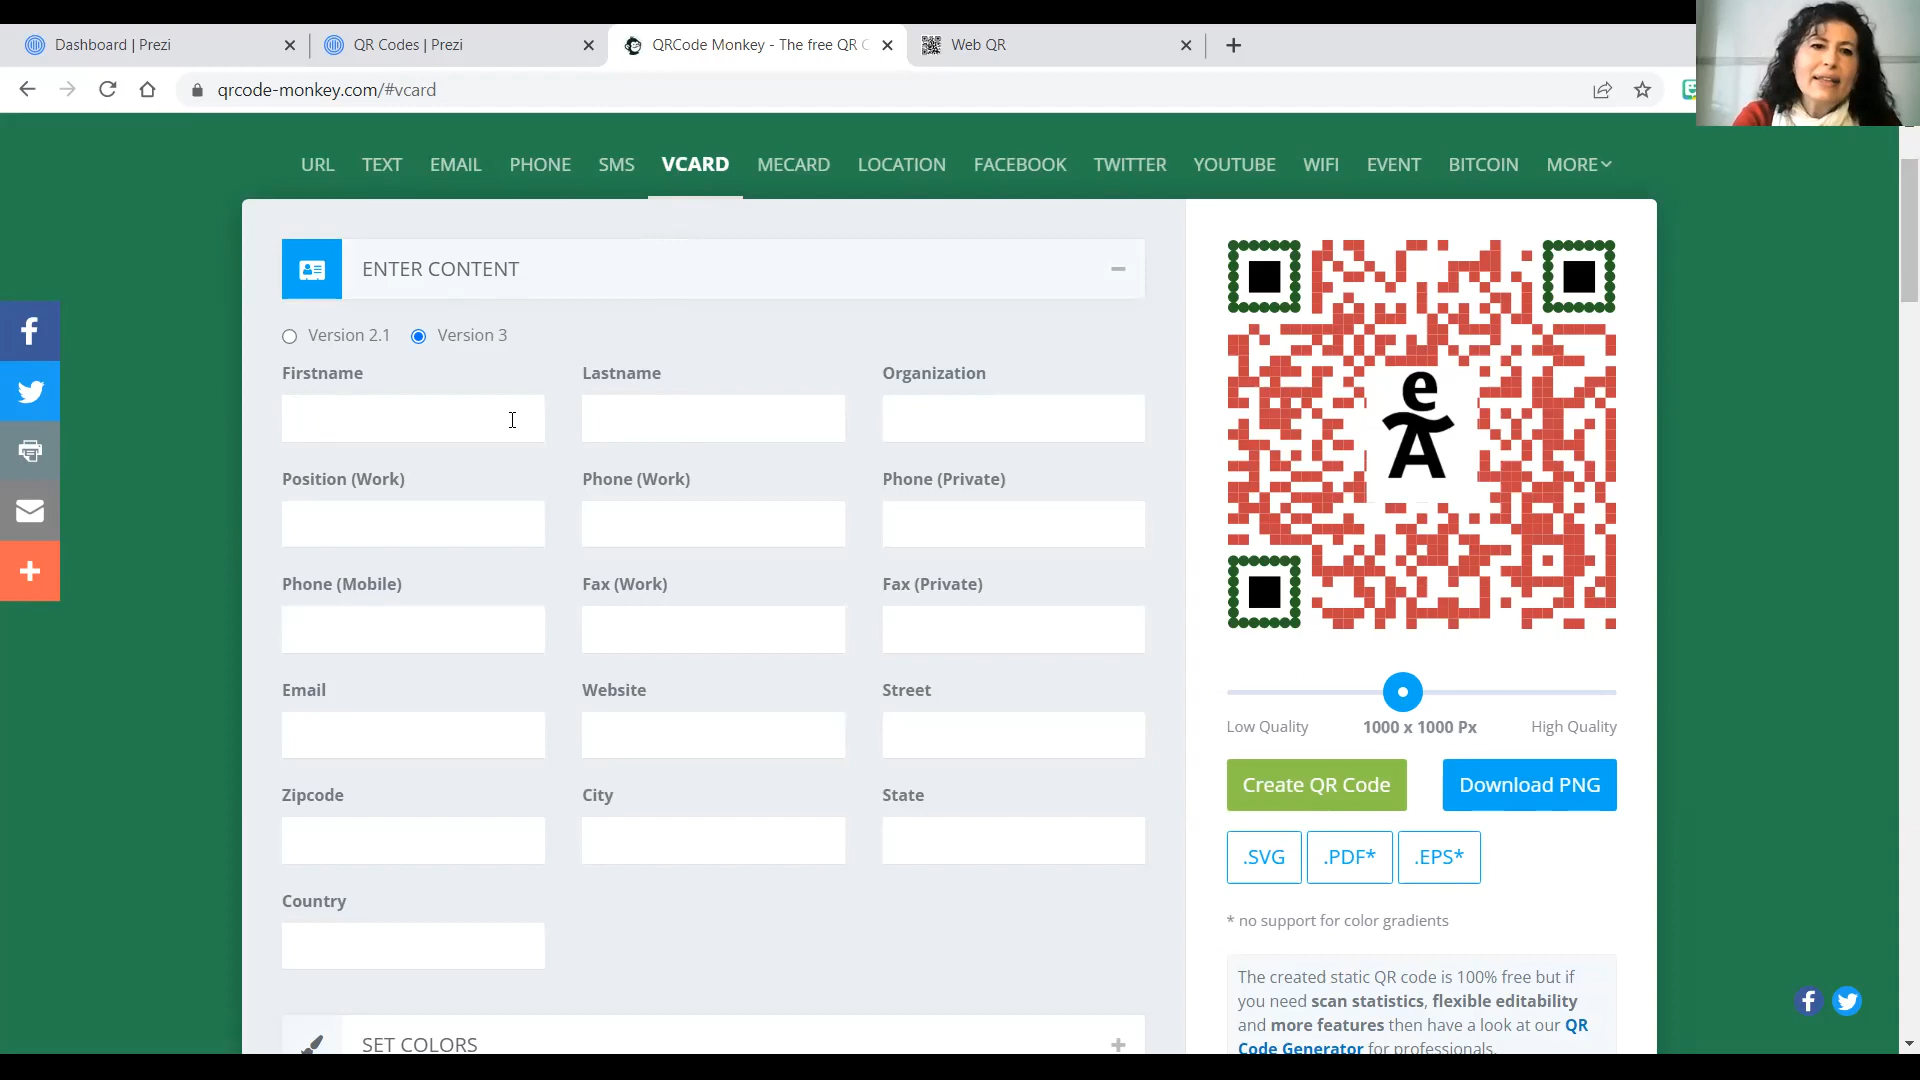 Dashboard | Prezi
QR Codes | Prezi
QRCode Monkey - The free QR C
Web QR
qrcode-monkey.com/#vcard
URL TEXT EMAIL PHONE SMS VCARD MECARD LOCATION FACEBOOK TWITTER YOUTUBE WIFI EVENT BITCOIN MORE
ENTER CONTENT
Version 2.1 Version 3
Firstname Lastname Organization
Position (Work) Phone (Work) Phone (Private)
Phone (Mobile) Fax (Work) Fax (Private)
Email Website Street
Zipcode City State
Country
SET COLORS
e
A
Low Quality 1000 x 1000 Px High Quality
Create QR Code Download PNG
.SVG .PDF* .EPS*
* no support for color gradients
The created static QR code is 100% free but if
you need scan statistics, flexible editability
and more features then have a look at our QR
Code Generator for professionals.